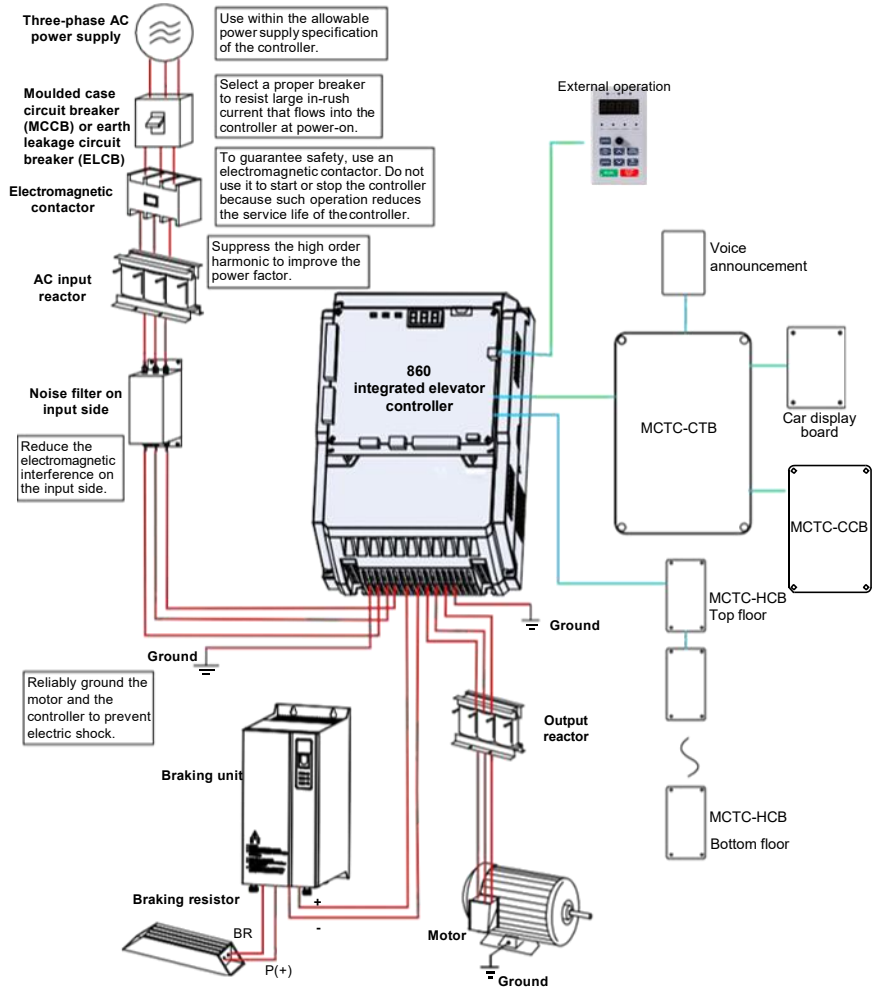 Three-phase AC
power supply
Use within the allowable
power supply specification
of the controller.
Moulded case
circuit breaker
(MCCB) or earth
leakage circuit
breaker (ELCB)
Select a proper breaker
to resist large in-rush
current that flows into the
controller at power-on.
Electromagnetic
contactor
To guarantee safety, use an
electromagnetic contactor. Do not
use it to start or stop the controller
because such operation reduces
the service life of thecontroller.
AC input
reactor
Suppress the high order
harmonic to improve the
power factor.
Noise filter on
input side
Reduce the
electromagnetic
interference on
the input side.
External operation
860
integrated elevator
controller
Voice
announcement
MCTC-CTB
Car display
board
MCTC-CCB
MCTC-HCB
Top floor
MCTC-HCB
Bottom floor
Ground
Ground
Reliably ground the
motor and the
controller to prevent
electric shock.
Output
reactor
Braking unit
Braking resistor
+
-
BR
P(+)
Motor
Ground